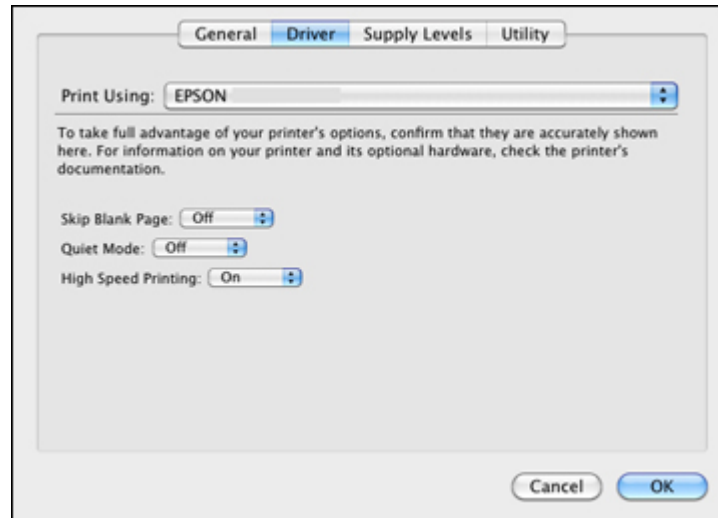 General Driver Supply Levels Utility
Print Using: EPSON
To take full advantage of your printer's options, confirm that they are accurately shown
here. For information on your printer and its optional hardware, check the printer's
documentation.
Skip Blank Page: Off
Quiet Mode: Off
High Speed Printing: On
Cancel OK